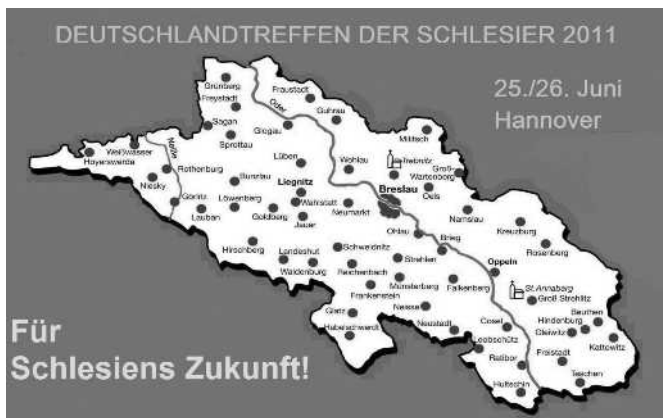 DEUTSCHLANDTREFFEN DER SCHLESIER 2011
25./26. Juni
Hannover
Grünberg
Freystadt
Fraustadt
Oder
Guhrau
Sagan
Glogau
Sprottau
Militsch
Weißwasser
Hoyerswerda
Neiße
Rothenburg
Lüben
Wohlau
Trebnitz
Groß-
Wartenberg
Niesky
Bunzlau
Liegnitz
Breslau
Oels
Görlitz
Löwenberg
Wahlstatt
Lauban
Goldberg
Jauer
Neumarkt
Namslau
Kreuzburg
Ohlau
Brieg
Rosenberg
Hirschberg
Landeshut
Schweidnitz
Strehlen
Oppeln
Waldenburg
Reichenbach
Münsterberg
Falkenberg
St. Annaberg
Groß Strehlitz
Frankenstein
Glatz
Neisse
Habelschwerdt
Neustadt
Cosel
Beuthen
Hindenburg
Gleiwitz
Kattowitz
Leobschütz
Ratibor
Freistadt
Teschen
Hultschin
Für
Schlesiens Zukunft!